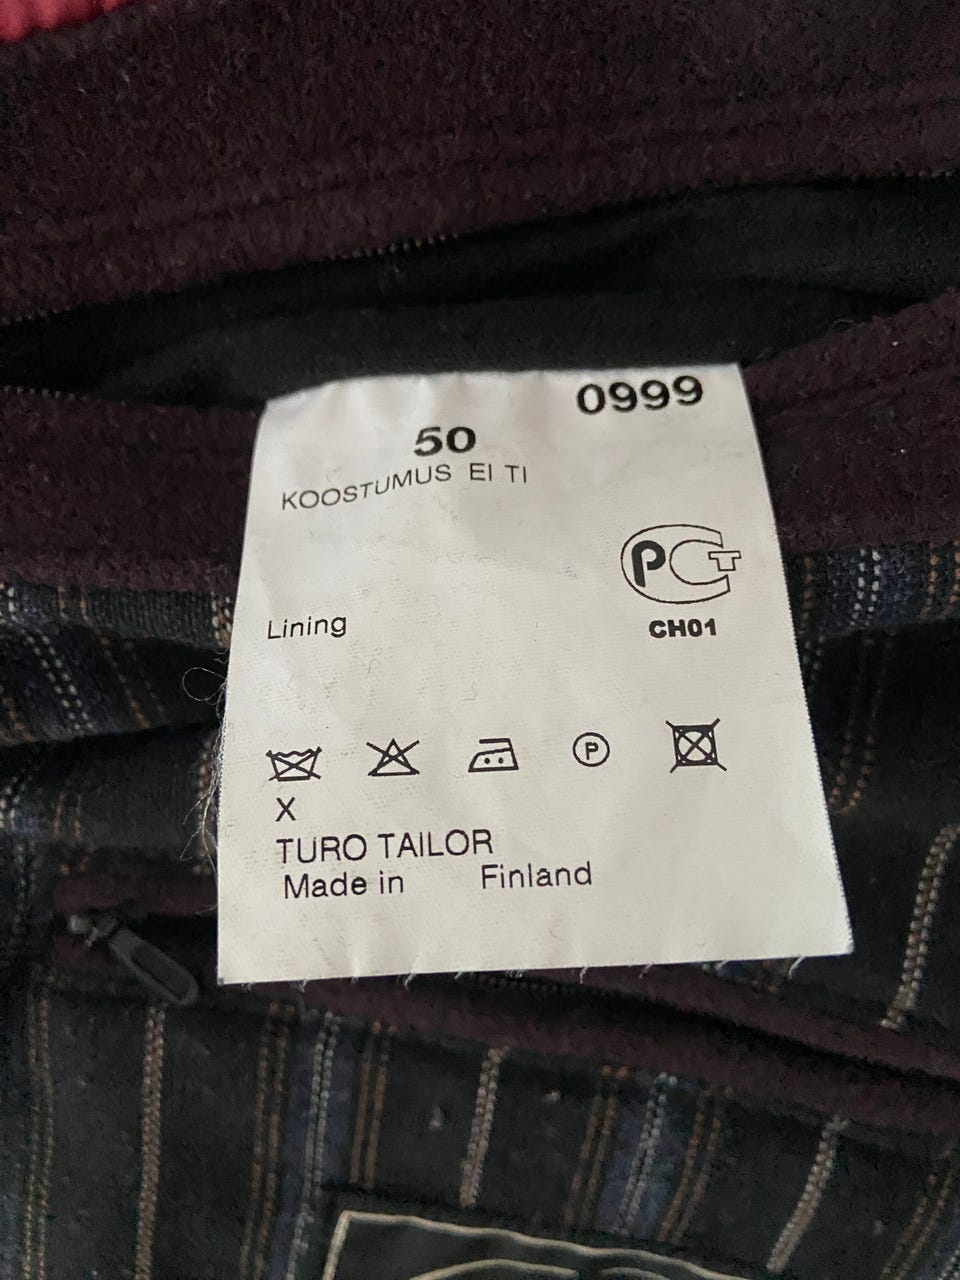 0999
50
KOOSTUMUS EI TI
PCT
CH01
Lining
P
X
TURO TAILOR
Made in Finland